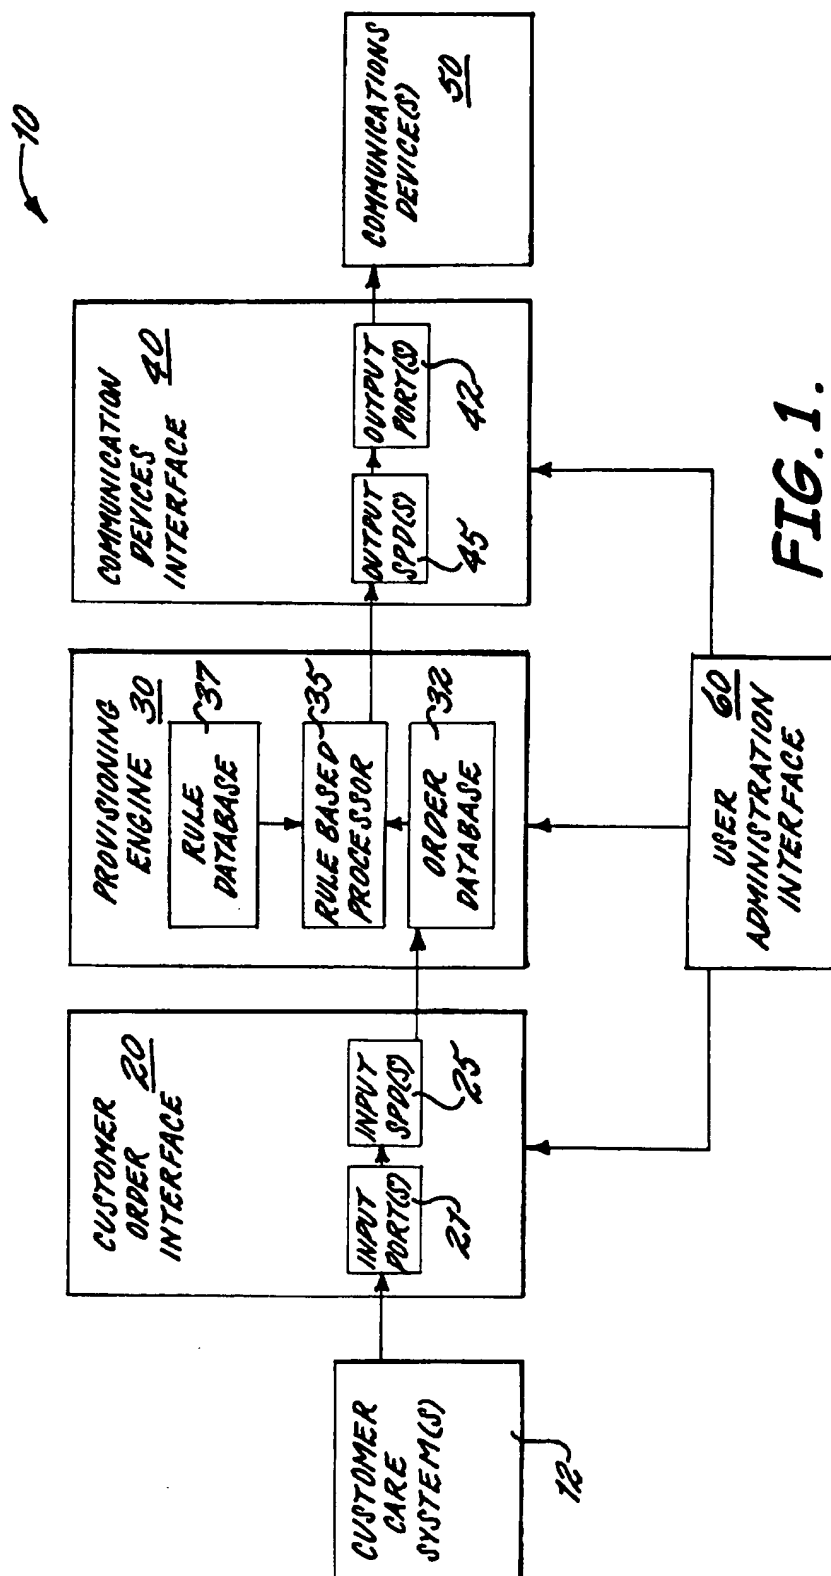 10
CUSTOMER
CARE
SYSTEM(S)
12
CUSTOMER
ORDER
INTERFACE
20
INPUT
PORT(S)
21
INPUT
SPD(S)
25
PROVISIONING
ENGINE
30
RULE
DATABASE
37
RULE BASED
PROCESSOR
35
ORDER
DATABASE
32
COMMUNICATION
DEVICES
INTERFACE
40
OUTPUT
SPD(S)
45
OUTPUT
PORT(S)
42
COMMUNICATIONS
DEVICE(S)
50
60
USER
ADMINISTRATION
INTERFACE
FIG. 1.